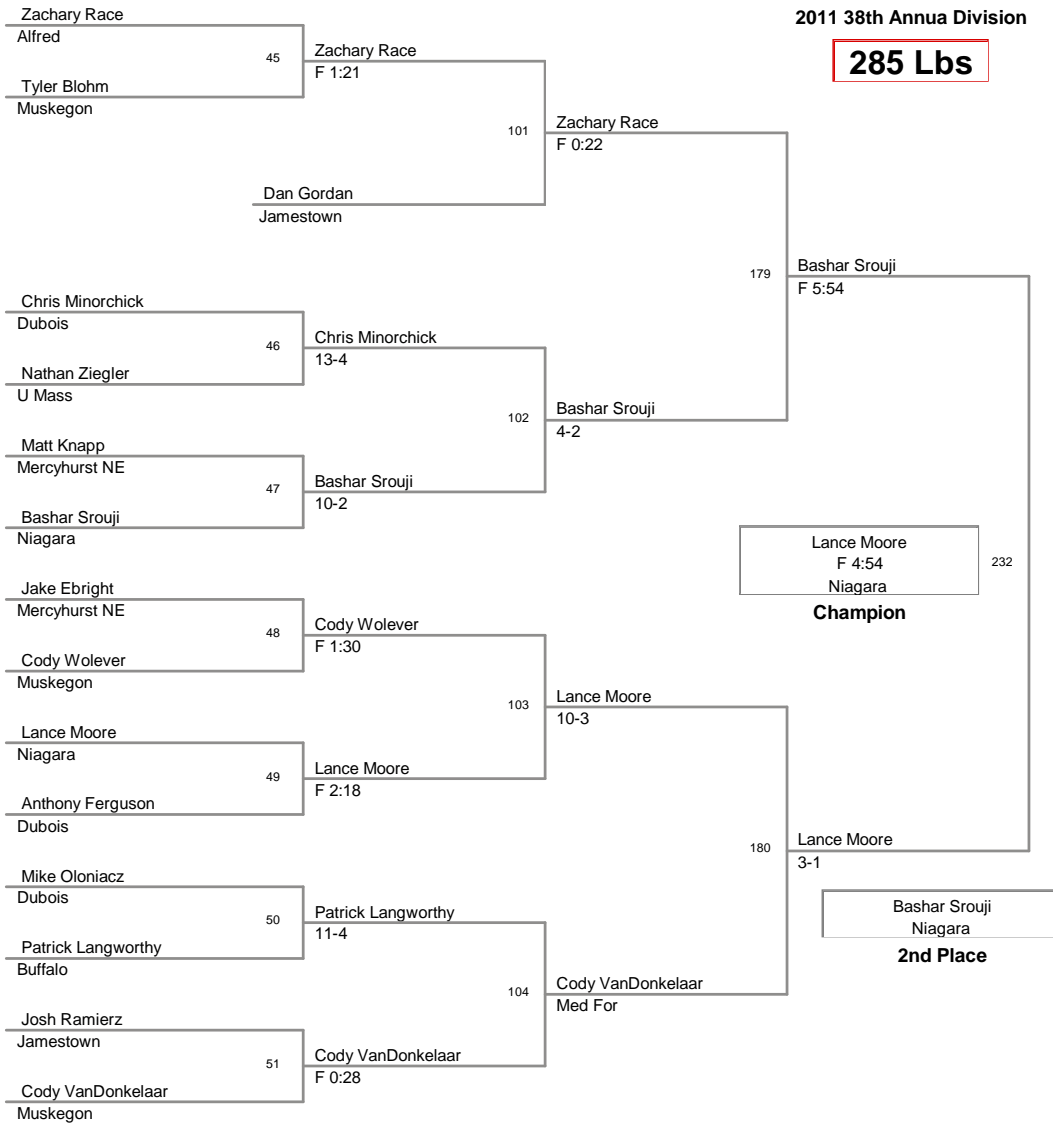 2011 38th Annua Division
285 Lbs
Zachary Race
Alfred
45
Tyler Blohm
Muskegon
Zachary Race
F 1:21
101
Dan Gordan
Jamestown
Zachary Race
F 0:22
179
Chris Minorchick
Dubois
46
Nathan Ziegler
U Mass
Chris Minorchick
13-4
102
Matt Knapp
Mercyhurst NE
47
Bashar Srouji
Niagara
Bashar Srouji
10-2
Bashar Srouji
4-2
Bashar Srouji
F 5:54
Lance Moore
F 4:54
Niagara
Champion
232
Jake Ebright
Mercyhurst NE
48
Cody Wolever
Muskegon
Cody Wolever
F 1:30
103
Lance Moore
Niagara
49
Anthony Ferguson
Dubois
Lance Moore
F 2:18
Lance Moore
10-3
180
Mike Oloniacz
Dubois
50
Patrick Langworthy
Buffalo
Patrick Langworthy
11-4
104
Josh Ramierz
Jamestown
51
Cody VanDonkelaar
Muskegon
Cody VanDonkelaar
F 0:28
Cody VanDonkelaar
Med For
Lance Moore
3-1
Bashar Srouji
Niagara
2nd Place